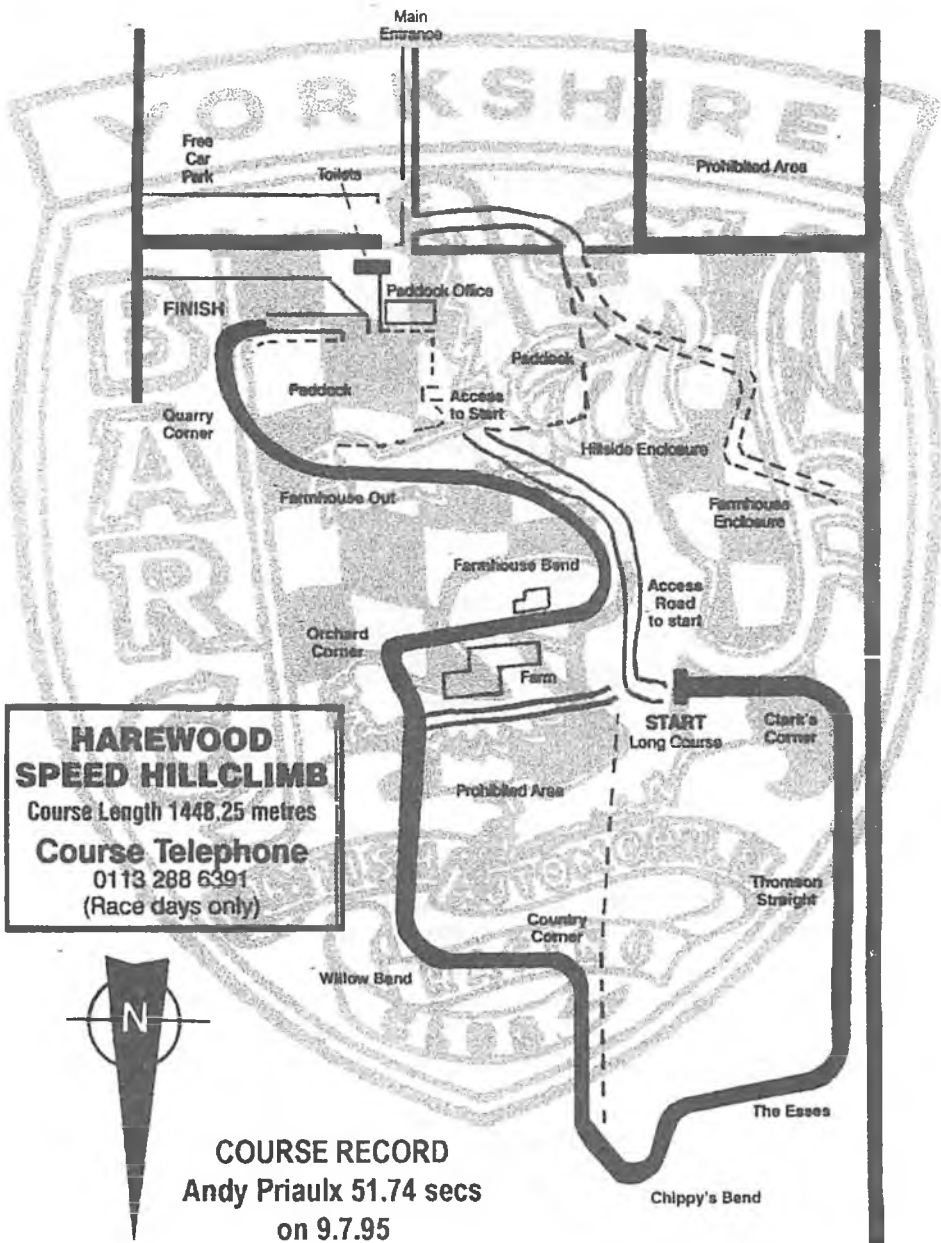 Main
Entrance
YORKSHIRE
Free
Car
Park
Toilets
Prohibited Area
FINISH
Paddock Office
Paddock
Paddock
Access
to Start
Quarry
Corner
Hillside Enclosure
Farmhouse Out
Farmhouse
Enclosure
Farmhouse Bend
Access
Road
to start
Orchard
Corner
Farm
START
Long Course
Clark's
Corner
HAREWOOD
SPEED HILLCLIMB
Course Length 1448.25 metres
Course Telephone
0113 288 6391
(Race days only)
Prohibited Area
Thomson
Straight
Country
Corner
Willow Bend
N
The Esses
Chippy's Bend
COURSE RECORD
Andy Priaulx 51.74 secs
on 9.7.95
BARC